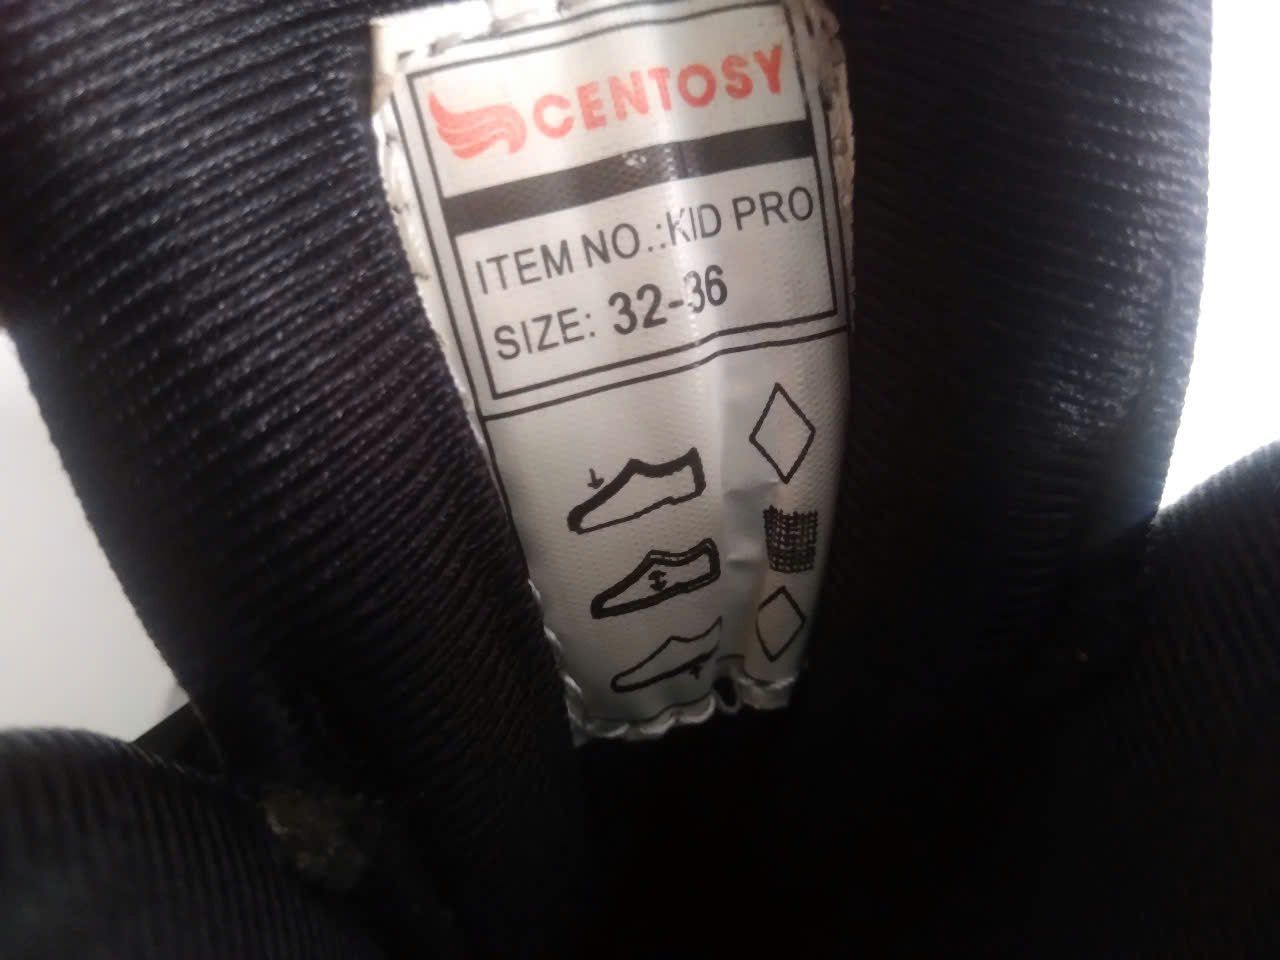 CENTOSY
ITEM NO.:KID PRO
SIZE: 32-36